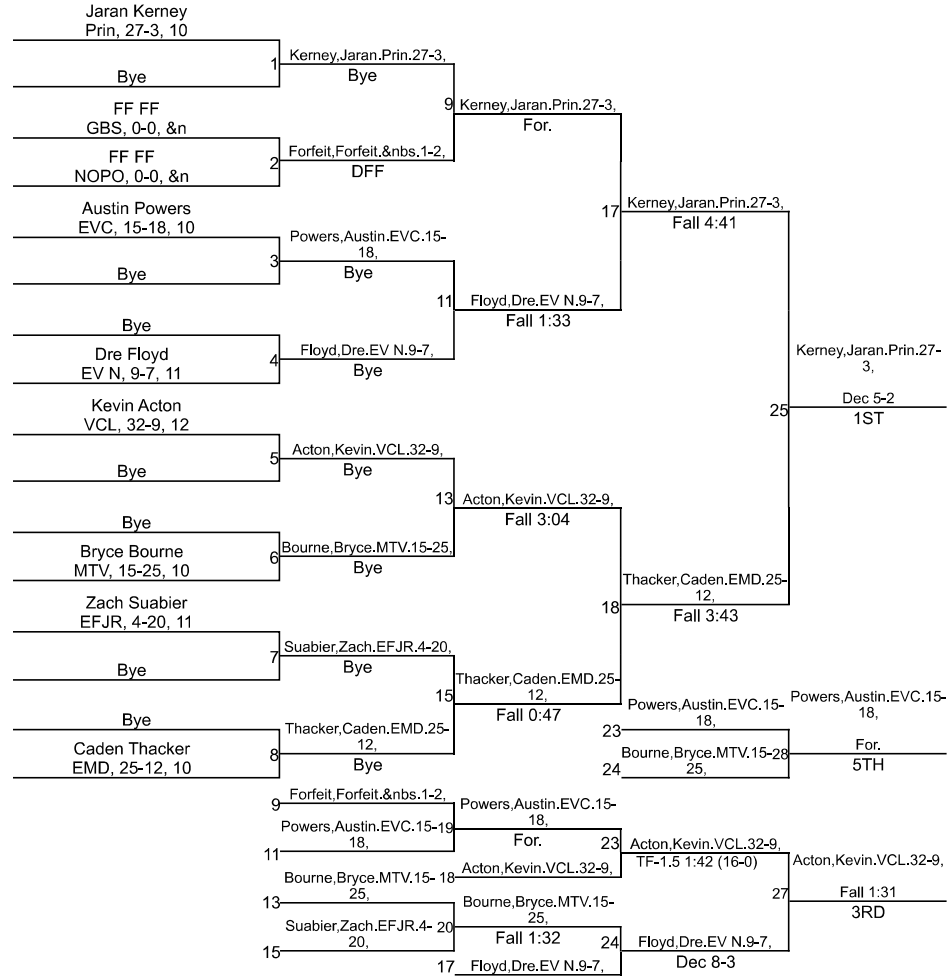 Jaran Kerney
Prin, 27-3, 10
1
Bye
Kerney,Jaran.Prin.27-3,
Bye
FF FF
GBS, 0-0, &n
FF FF
NOPO, 0-0, &n
2
Forfeit,Forfeit.&nbs.1-2,
DFF
9
Kerney,Jaran.Prin.27-3,
For.
Austin Powers
EVC, 15-18, 10
3
Bye
Powers,Austin.EVC.15-
18,
Bye
Bye
Dre Floyd
EV N, 9-7, 11
4
Floyd,Dre.EV N.9-7,
Bye
11
Floyd,Dre.EV N.9-7,
Fall 1:33
17
Kerney,Jaran.Prin.27-3,
Fall 4:41
Kevin Acton
VCL, 32-9, 12
5
Bye
Acton,Kevin.VCL.32-9,
Bye
Bye
Bryce Bourne
MTV, 15-25, 10
6
Bourne,Bryce.MTV.15-25,
Bye
13
Acton,Kevin.VCL.32-9,
Fall 3:04
Zach Suabier
EFJR, 4-20, 11
7
Bye
Suabier,Zach.EFJR.4-20,
Bye
Bye
Caden Thacker
EMD, 25-12, 10
8
Thacker,Caden.EMD.25-
12,
Bye
15
Thacker,Caden.EMD.25-
12,
Fall 0:47
18
Thacker,Caden.EMD.25-
12,
Fall 3:43
25
Kerney,Jaran.Prin.27-
3,
Dec 5-2
1ST
23
Powers,Austin.EVC.15-
18,
24
Bourne,Bryce.MTV.15-
25,
28
Powers,Austin.EVC.15-
18,
For.
5TH
9
Forfeit,Forfeit.&nbs.1-2,
11
Powers,Austin.EVC.15-
18,
19
Powers,Austin.EVC.15-
18,
For.
18
Acton,Kevin.VCL.32-9,
23
Acton,Kevin.VCL.32-9,
TF-1.5 1:42 (16-0)
13
Bourne,Bryce.MTV.15-
25,
15
Suabier,Zach.EFJR.4-
20,
20
Bourne,Bryce.MTV.15-
25,
Fall 1:32
17
Floyd,Dre.EV N.9-7,
24
Floyd,Dre.EV N.9-7,
Dec 8-3
27
Acton,Kevin.VCL.32-9,
Fall 1:31
3RD